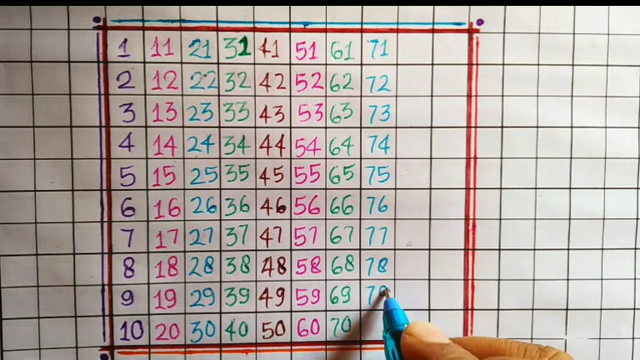 1 11 21 31 41 51 61 71
2 12 22 32 42 52 62 72
3 13 23 33 43 53 63 73
4 14 24 34 44 54 64 74
5 15 25 35 45 55 65 75
6 16 26 36 46 56 66 76
7 17 27 37 47 57 67 77
8 18 28 38 48 58 68 78
9 19 29 39 49 59 69
10 20 30 40 50 60 70